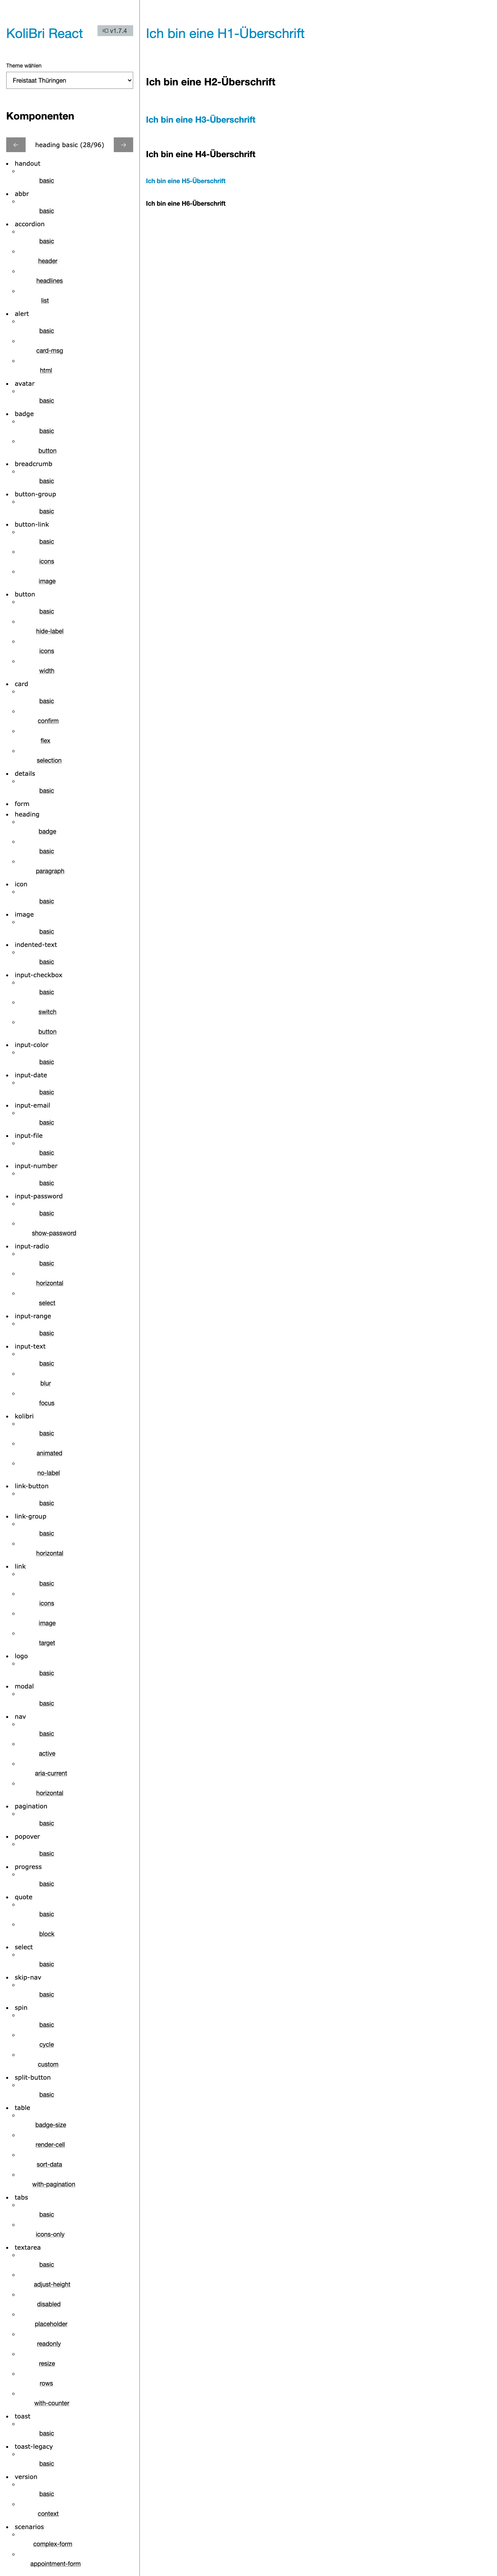 KoliBri React
v1.7.4
Theme wählen
Freistaat Thüringen
Komponenten
heading basic (28/96)
handout
basic
abbr
basic
accordion
basic
header
headlines
list
alert
basic
card-msg
html
avatar
basic
badge
basic
button
breadcrumb
basic
button-group
basic
button-link
basic
icons
image
button
basic
hide-label
icons
width
card
basic
confirm
flex
selection
details
basic
form
heading
badge
basic
paragraph
icon
basic
image
basic
indented-text
basic
input-checkbox
basic
switch
button
input-color
basic
input-date
basic
input-email
basic
input-file
basic
input-number
basic
input-password
basic
show-password
input-radio
basic
horizontal
select
input-range
basic
input-text
basic
blur
focus
kolibri
basic
animated
no-label
link-button
basic
link-group
basic
horizontal
link
basic
icons
image
target
logo
basic
modal
basic
nav
basic
active
aria-current
horizontal
pagination
basic
popover
basic
progress
basic
quote
basic
block
select
basic
skip-nav
basic
spin
basic
cycle
custom
split-button
basic
table
badge-size
render-cell
sort-data
with-pagination
tabs
basic
icons-only
textarea
basic
adjust-height
disabled
placeholder
readonly
resize
rows
with-counter
toast
basic
toast-legacy
basic
version
basic
context
scenarios
complex-form
appointment-form
Ich bin eine H1-Überschrift
Ich bin eine H2-Überschrift
Ich bin eine H3-Überschrift
Ich bin eine H4-Überschrift
Ich bin eine H5-Überschrift
Ich bin eine H6-Überschrift